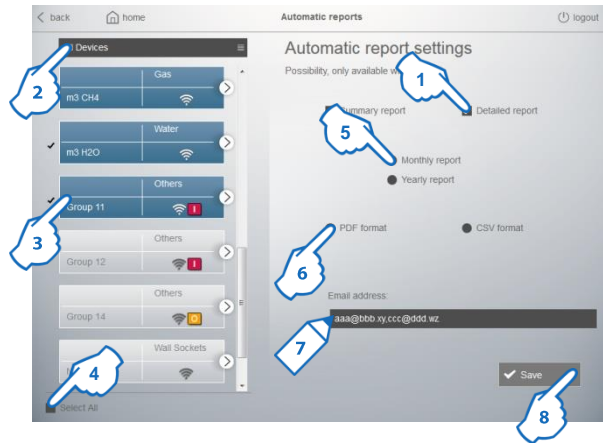 back
home
Automatic reports
logout
Devices
Automatic report settings
Possibility, only available w
Gas
m3 CH4
1
2
Summary report
Detailed report
Water
m3 H2O
5
Monthly report
Yearly report
Others
Group 11
I
3
PDF format
CSV format
Others
Group 12
I
6
Others
Group 14
O
Email address:
aaa@bbb.xy,ccc@ddd.wz
7
Wall Sockets
4
Save
Select All
8